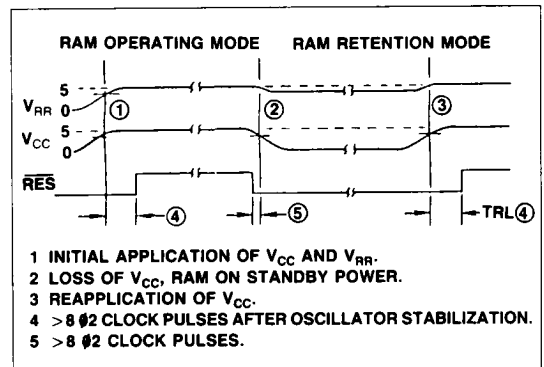 RAM OPERATING MODE RAM RETENTION MODE
5
VRR 0 ① ② ③
5
VCC 0
RES
④ ⑤ TRL④
1 INITIAL APPLICATION OF VCC AND VRR.
2 LOSS OF VCC, RAM ON STANDBY POWER.
3 REAPPLICATION OF VCC.
4 >8 φ2 CLOCK PULSES AFTER OSCILLATOR STABILIZATION.
5 >8 φ2 CLOCK PULSES.